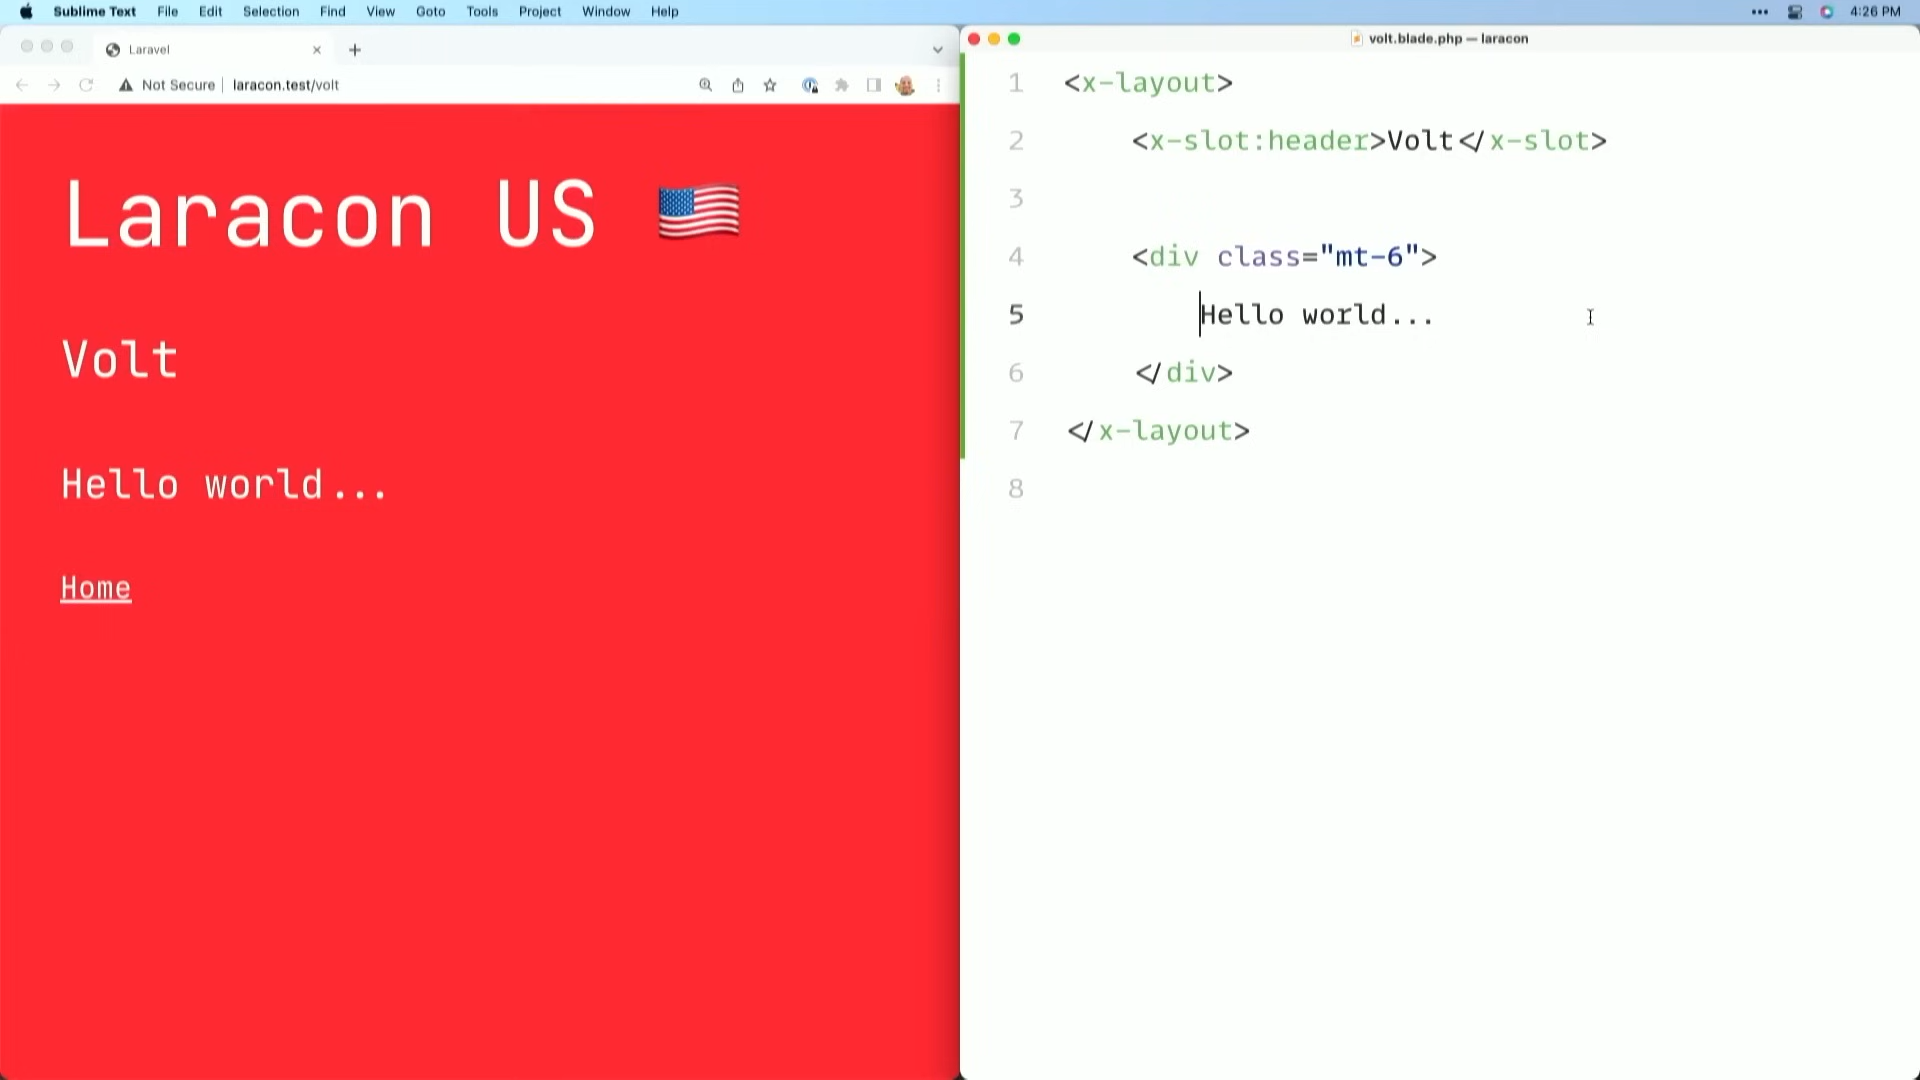 Sublime Text File Edit Selection Find View Goto Tools Project Window Help 4:26 PM
Laravel
Not Secure laracon.test/volt
Laracon US 🇺🇸
Volt
Hello world...
Home
volt.blade.php — laracon
1 <x-layout>
2 <x-slot:header>Volt</x-slot>
3
4 <div class="mt-6">
5 Hello world...
6 </div>
7 </x-layout>
8